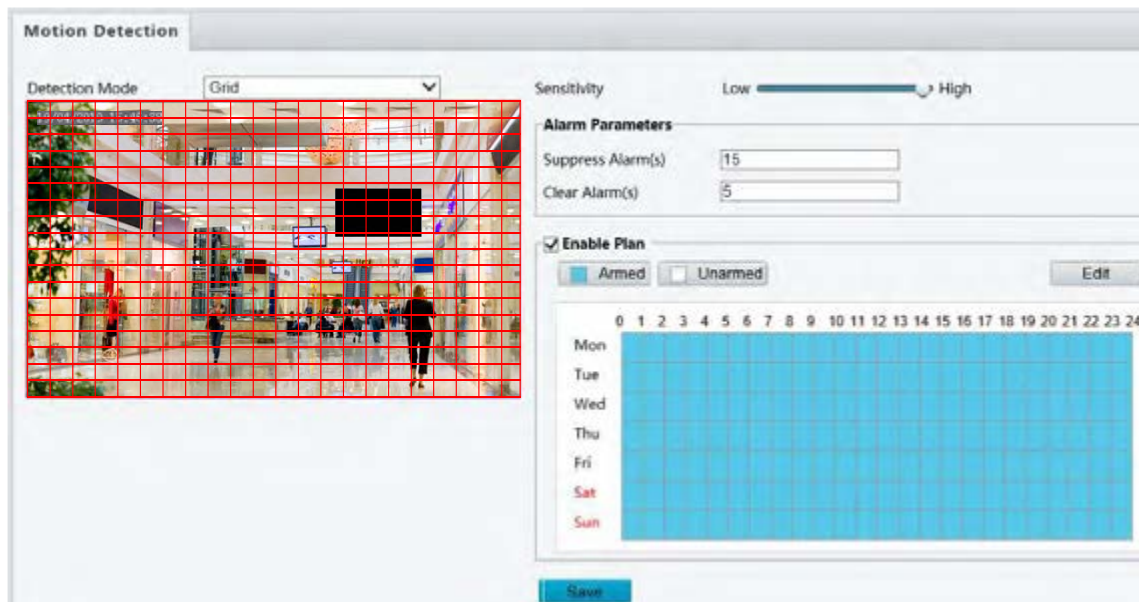 Motion Detection
Detection Mode
Grid
Sensitivity
Low
High
Alarm Parameters
Suppress Alarm(s)
15
Clear Alarm(s)
5
Enable Plan
Armed
Unarmed
Edit
0 1 2 3 4 5 6 7 8 9 10 11 12 13 14 15 16 17 18 19 20 21 22 23 24
Mon
Tue
Wed
Thu
Fri
Sat
Sun
Save